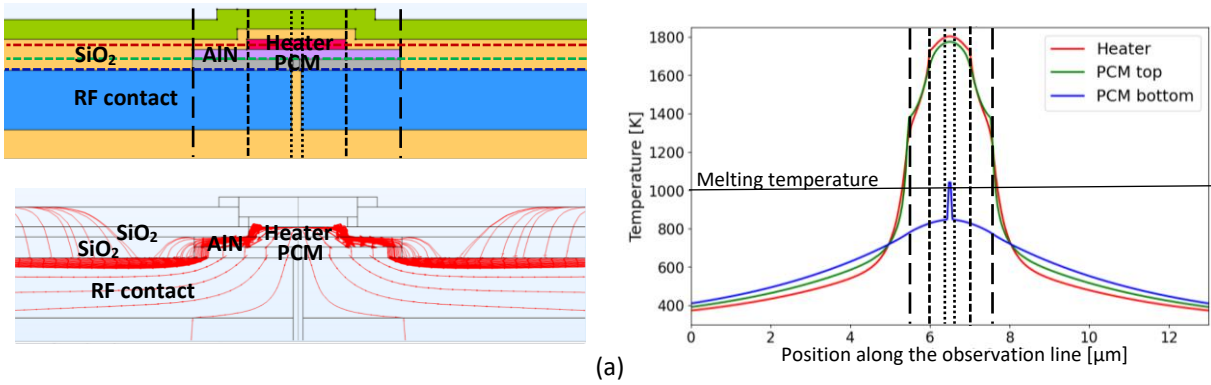 SiO2
AlN
Heater
PCM
RF contact
SiO2
SiO2
AlN
Heater
PCM
RF contact
(a)
1800
1600
1400
1200
1000
800
600
400
Temperature [K]
Heater
PCM top
PCM bottom
Melting temperature
0 2 4 6 8 10 12
Position along the observation line [µm]